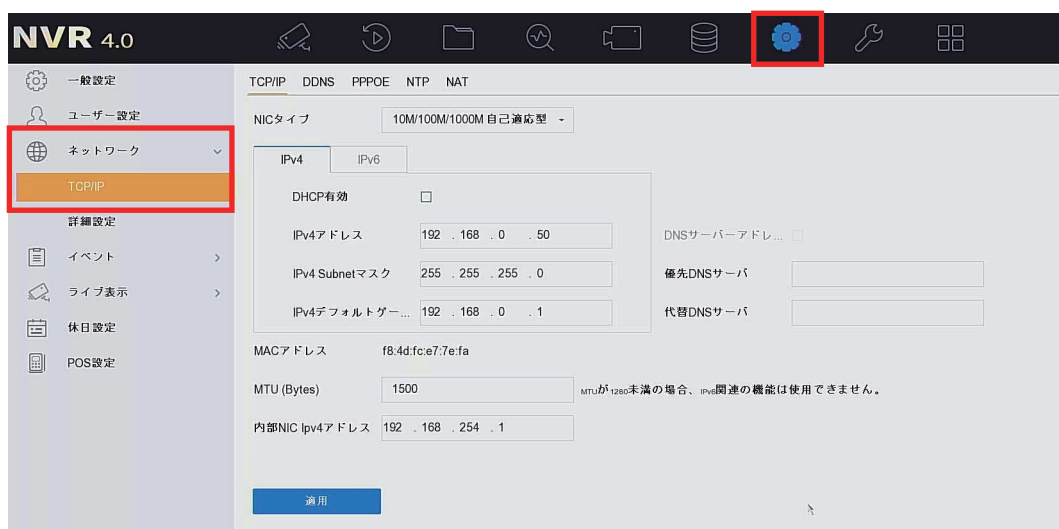 NVR 4.0
一般設定
ユーザー設定
ネットワーク
TCP/IP
詳細設定
イベント
ライブ表示
休日設定
POS設定
TCP/IP DDNS PPPOE NTP NAT
NICタイプ 10M/100M/1000M 自己適応型
IPv4 IPv6
DHCP有効
IPv4アドレス 192 . 168 . 0 . 50
IPv4 Subnetマスク 255 . 255 . 255 . 0
IPv4デフォルトゲー... 192 . 168 . 0 . 1
DNSサーバーアドレ...
優先DNSサーバ
代替DNSサーバ
MACアドレス f8:4d:fc:e7:7e:fa
MTU (Bytes) 1500 MTUが1280未満の場合、IPv6関連の機能は使用できません。
内部NIC Ipv4アドレス 192 . 168 . 254 . 1
適用